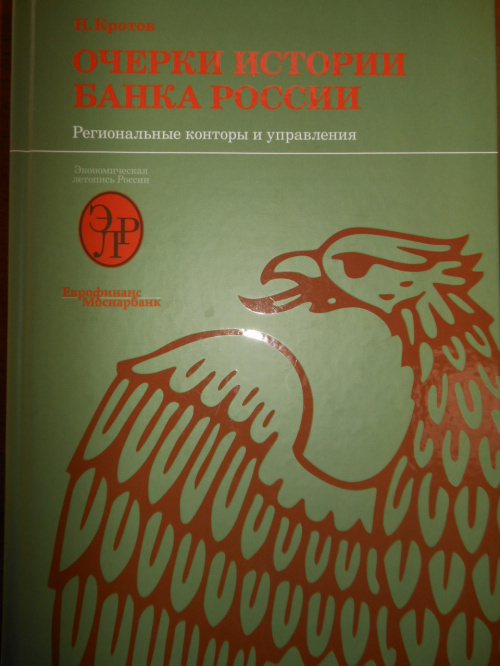 Н. Кротов
ОЧЕРКИ ИСТОРИИ
БАНКА РОССИИ
Региональные конторы и управления
Экономическая
летопись России
ЭЛР
Еврофинанс
Моснарбанк